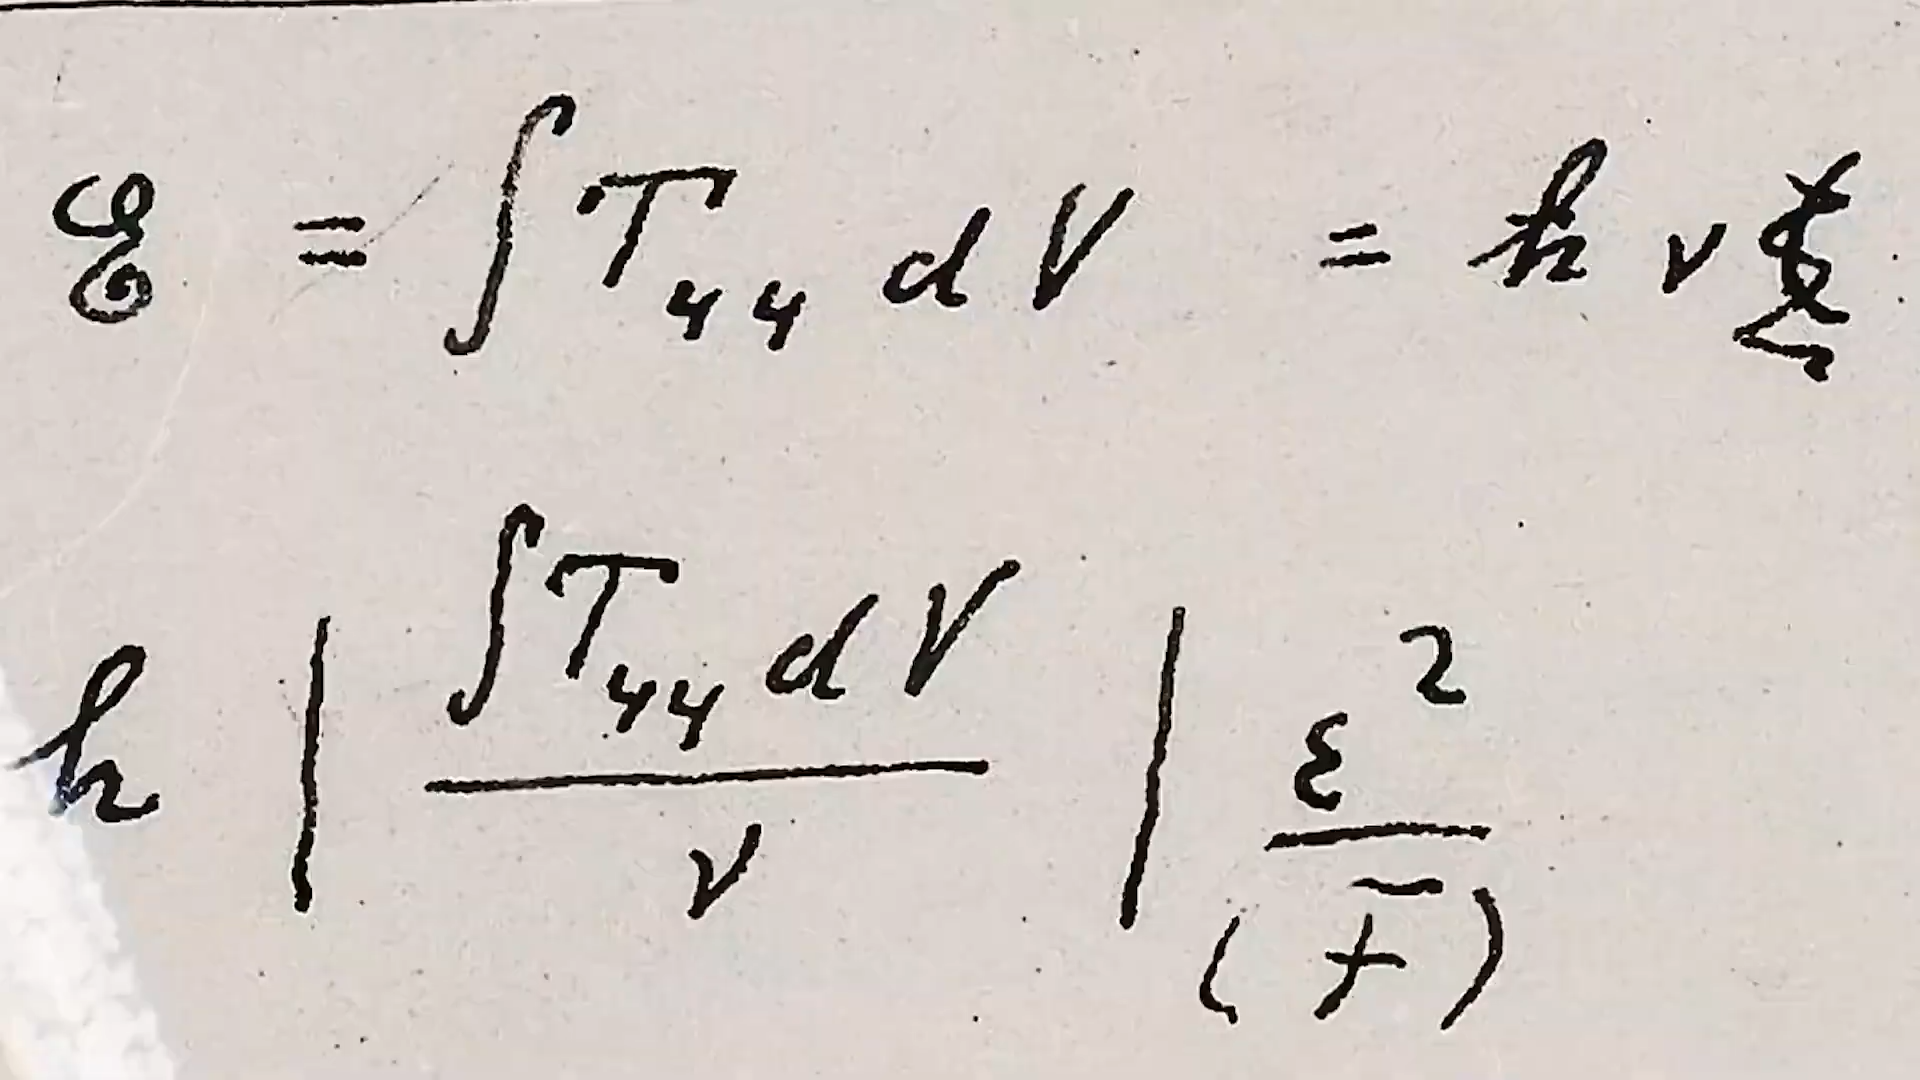 ℰ = ∫ T₄₄ dV = h ν
h | ∫ T₄₄ dV / ν | ε² / (F̄)